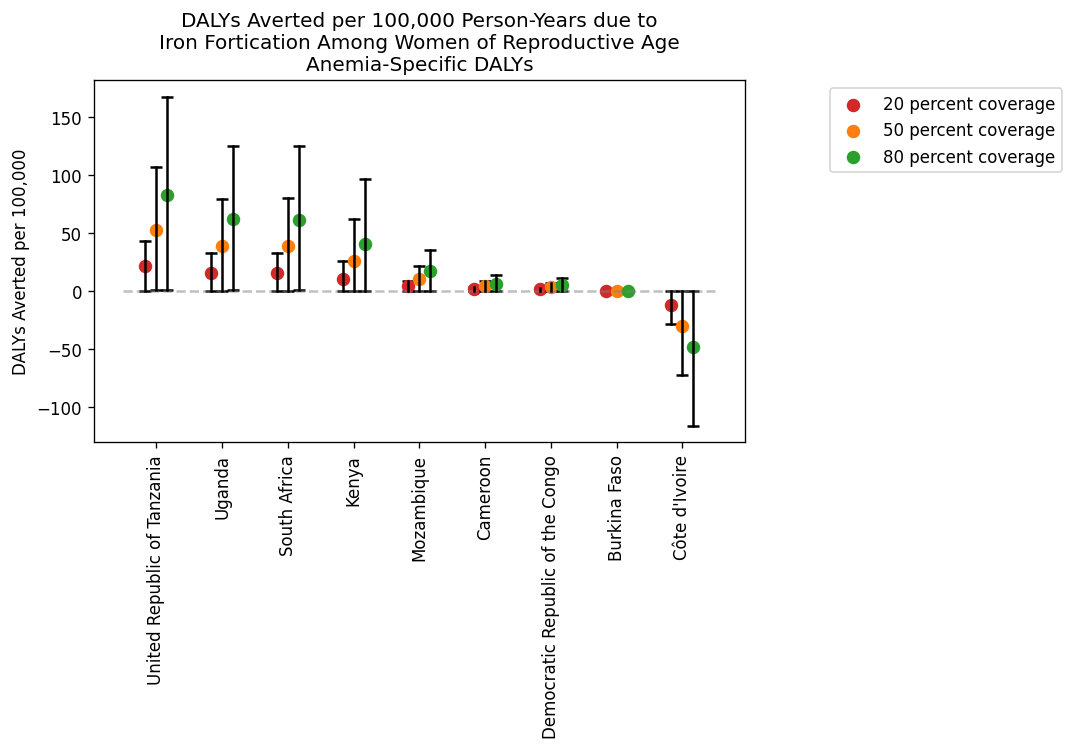 DALYs Averted per 100,000 Person-Years due to
Iron Fortication Among Women of Reproductive Age
Anemia-Specific DALYs
20 percent coverage
50 percent coverage
80 percent coverage
DALYs Averted per 100,000
150
100
50
0
−50
−100
United Republic of Tanzania
Uganda
South Africa
Kenya
Mozambique
Cameroon
Democratic Republic of the Congo
Burkina Faso
Côte d'Ivoire